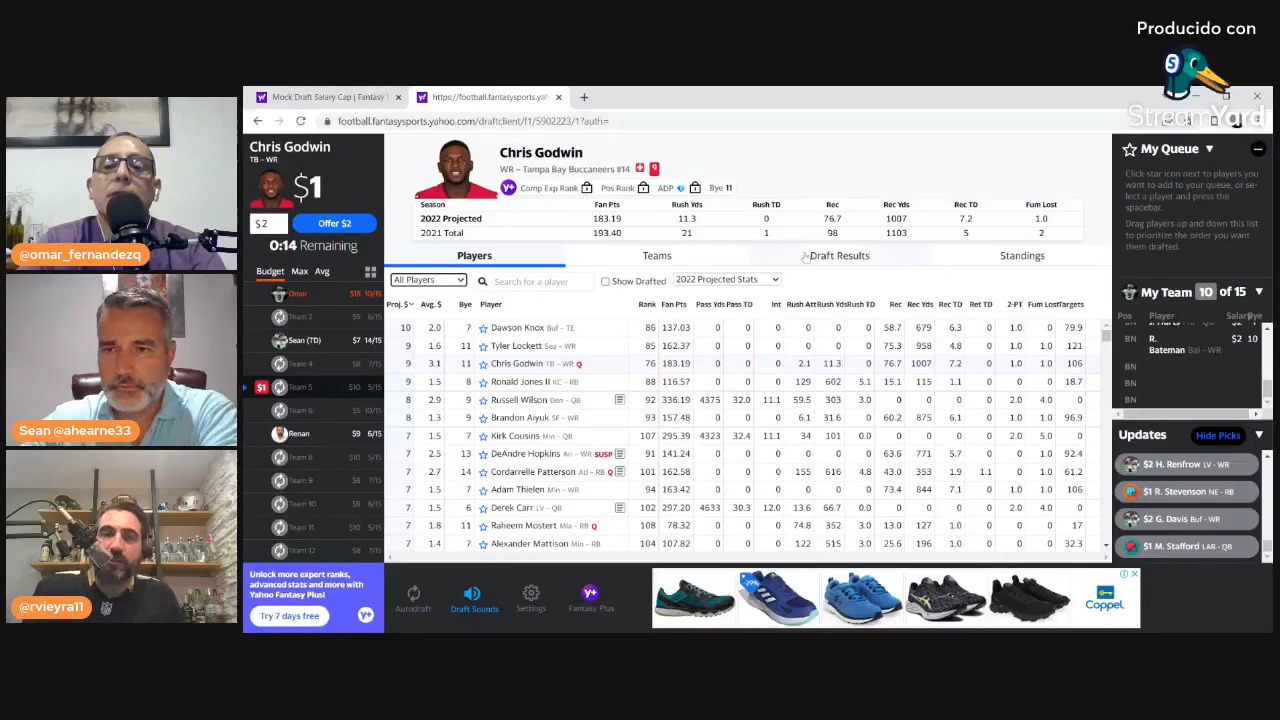 Producido con
S
StreamYard
Mock Draft Salary Cap | Fantasy
https://football.fantasysports.yah
football.fantasysports.yahoo.com/draftclient/f1/5902223/1?auth=
@omar_fernandezq
Sean @ahearne33
@rvieyra11
Chris Godwin
TB – WR
$1
$2
Offer $2
0:14 Remaining
Budget Max Avg
Omar $15 10/15
Team 2 $9 6/15
Sean (TD) $7 14/15
Team 4 $8 7/15
$1 Team 5 $10 5/15
Team 6 $5 10/15
Renan $9 6/15
Team 8 $10 5/15
Team 9 $8 7/15
Team 10 $9 6/15
Team 11 $10 5/15
Team 12 $8 7/15
Unlock more expert ranks, advanced stats and more with Yahoo Fantasy Plus!
Try 7 days free
y+
Chris Godwin
WR – Tampa Bay Buccaneers #14 Q
y+ Comp Exp Rank Pos Rank ADP Bye 11
Season Fan Pts Rush Yds Rush TD Rec Rec Yds Rec TD Fum Lost
2022 Projected 183.19 11.3 0 76.7 1007 7.2 1.0
2021 Total 193.40 21 1 98 1103 5 2
Players Teams Draft Results Standings
All Players Search for a player Show Drafted 2022 Projected Stats
Proj. $ Avg. $ Bye Player Rank Fan Pts Pass Yds Pass TD Int Rush Att Rush Yds Rush TD Rec Rec Yds Rec TD Ret TD 2-PT Fum Lost Targets
10 2.0 7 Dawson Knox Buf - TE 86 137.03 0 0 0 0 0 0 58.7 679 6.3 0 1.0 0 79.9
9 1.6 11 Tyler Lockett Sea - WR 85 162.37 0 0 0 0 0 0 75.3 958 4.8 0 1.0 0 121
9 3.1 11 Chris Godwin TB - WR Q 76 183.19 0 0 0 2.1 11.3 0 76.7 1007 7.2 0 1.0 1.0 106
9 1.5 8 Ronald Jones II KC - RB 88 116.57 0 0 0 129 602 5.1 15.1 115 1.1 0 1.0 0 18.7
8 2.9 9 Russell Wilson Den - QB 92 336.19 4375 32.0 11.1 59.5 303 3.0 0 0 0 0 2.0 4.0 0
8 1.3 9 Brandon Aiyuk SF - WR 93 157.48 0 0 0 6.1 31.6 0 60.2 875 6.1 0 1.0 0 96.9
7 1.5 7 Kirk Cousins Min - QB 107 295.39 4323 32.4 11.1 34 101 0.0 0 0 0 0 2.0 5.0 0
7 2.5 13 DeAndre Hopkins Ari - WR SUSP 91 141.24 0 0 0 0 0 0 63.6 771 5.7 0 1.0 0 92.4
7 2.7 14 Cordarrelle Patterson Atl - RB Q 101 162.58 0 0 0 155 616 4.8 43.0 353 1.9 1.1 0 1.0 61.2
7 1.5 7 Adam Thielen Min - WR 94 163.42 0 0 0 0 0 0 73.4 844 7.1 0 1.0 1.0 106
7 1.5 6 Derek Carr LV - QB 102 297.20 4633 30.3 12.0 13.6 66.7 0 0 0 0 0 2.0 4.0 0
7 1.8 11 Raheem Mostert Mia - RB Q 108 78.32 0 0 0 74.8 352 3.0 13.0 127 1.0 0 1.0 0 17
7 1.4 7 Alexander Mattison Min - RB 104 107.82 0 0 0 122 515 3.0 25.6 196 1.0 0 1.0 0 32.3
Autodraft Draft Sounds Settings Fantasy Plus
-29%
Coppel
My Queue
Click star icon next to players you want to add to your queue, or select a player and press the spacebar.
Drag players up and down this list to prioritize the order you want them drafted.
My Team 10 of 15
Pos Player Salary Bye
BN R. Bateman Bal - WR $2 10
BN
BN
BN
Updates Hide Picks
$2 H. Renfrow LV - WR
$1 R. Stevenson NE - RB
$2 G. Davis Buf - WR
$1 M. Stafford LAR - QB